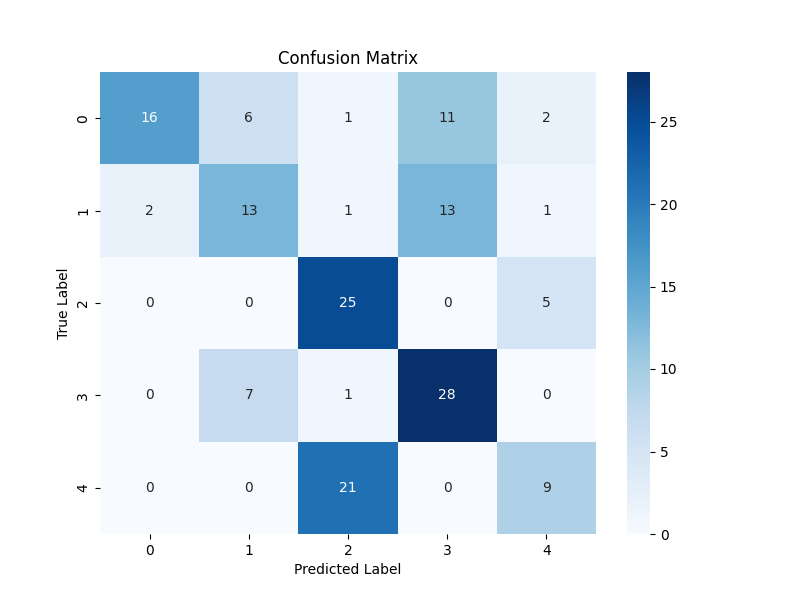 Confusion Matrix
0 16 6 1 11 2
1 2 13 1 13 1
2 0 0 25 0 5
3 0 7 1 28 0
4 0 0 21 0 9
0 1 2 3 4
Predicted Label
True Label
25
20
15
10
5
0